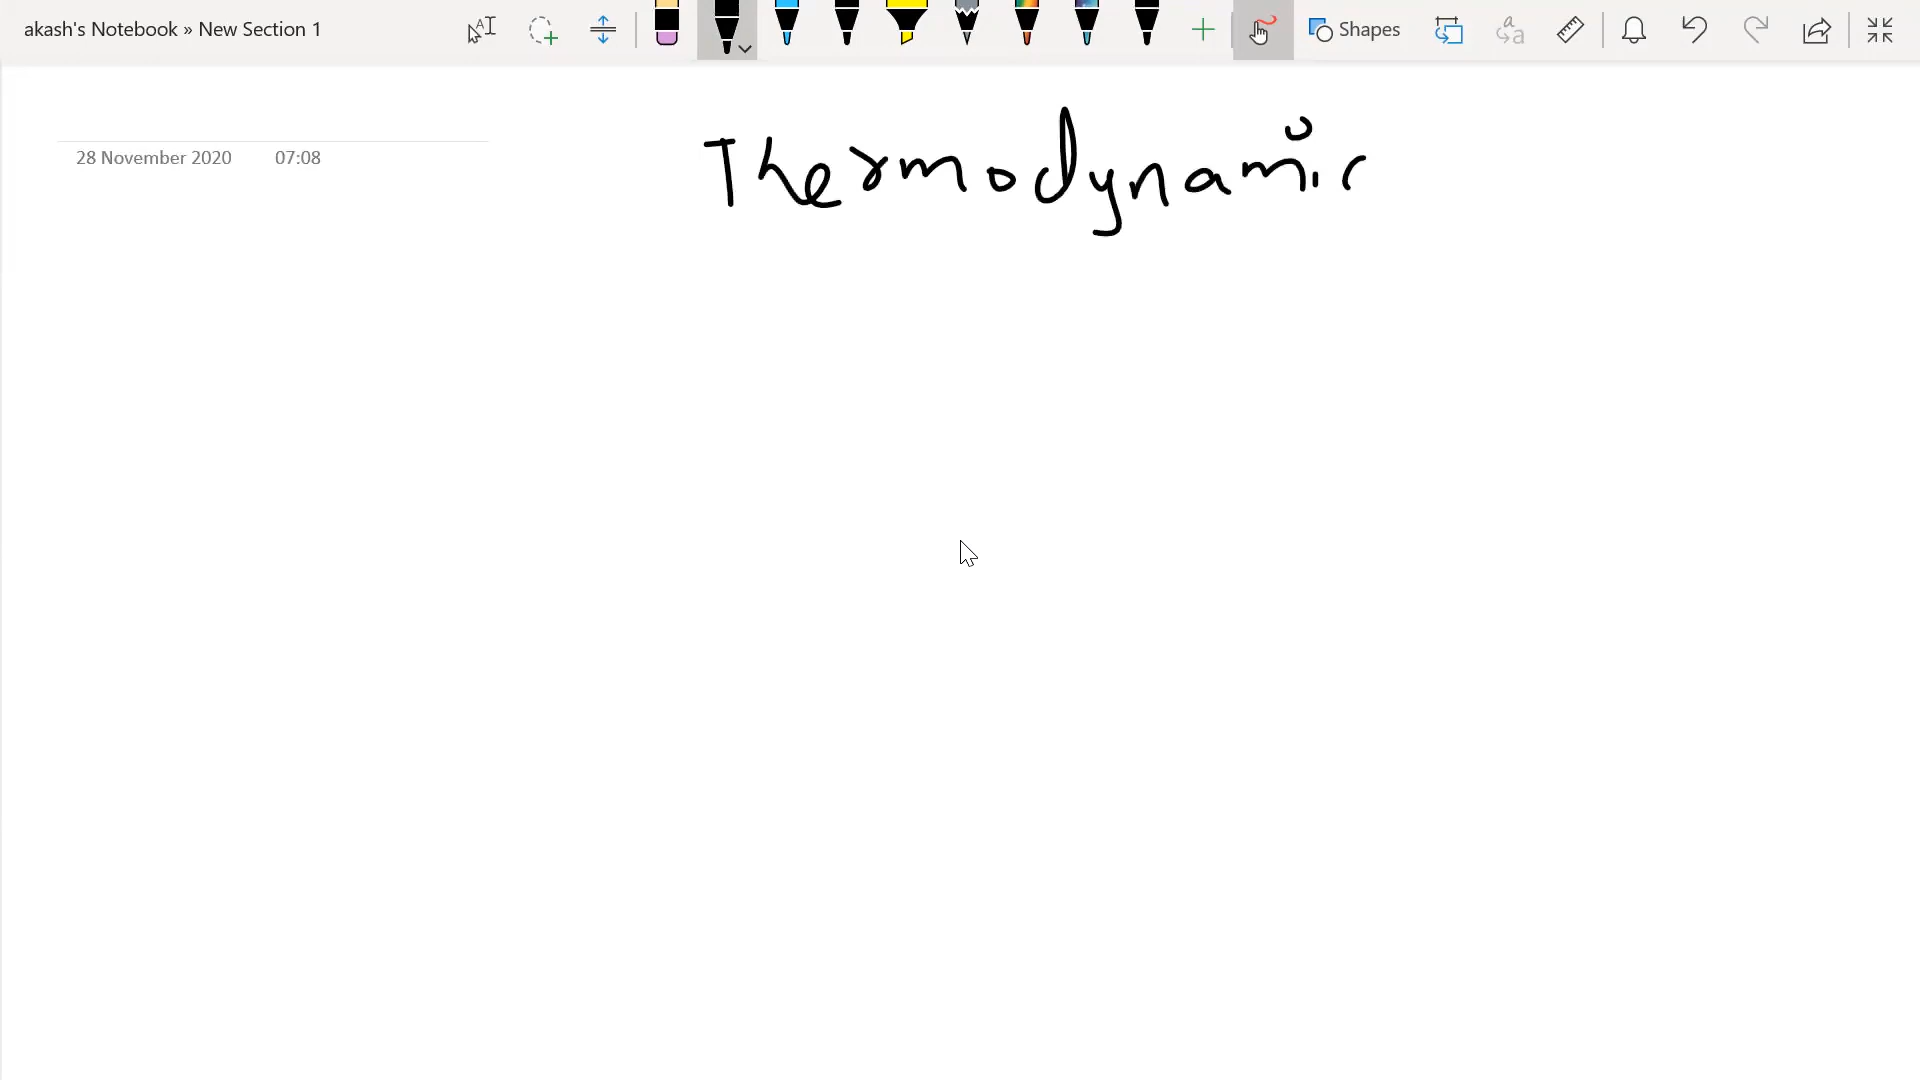 akash's Notebook » New Section 1
Shapes
Thermodynamic
28 November 2020 07:08